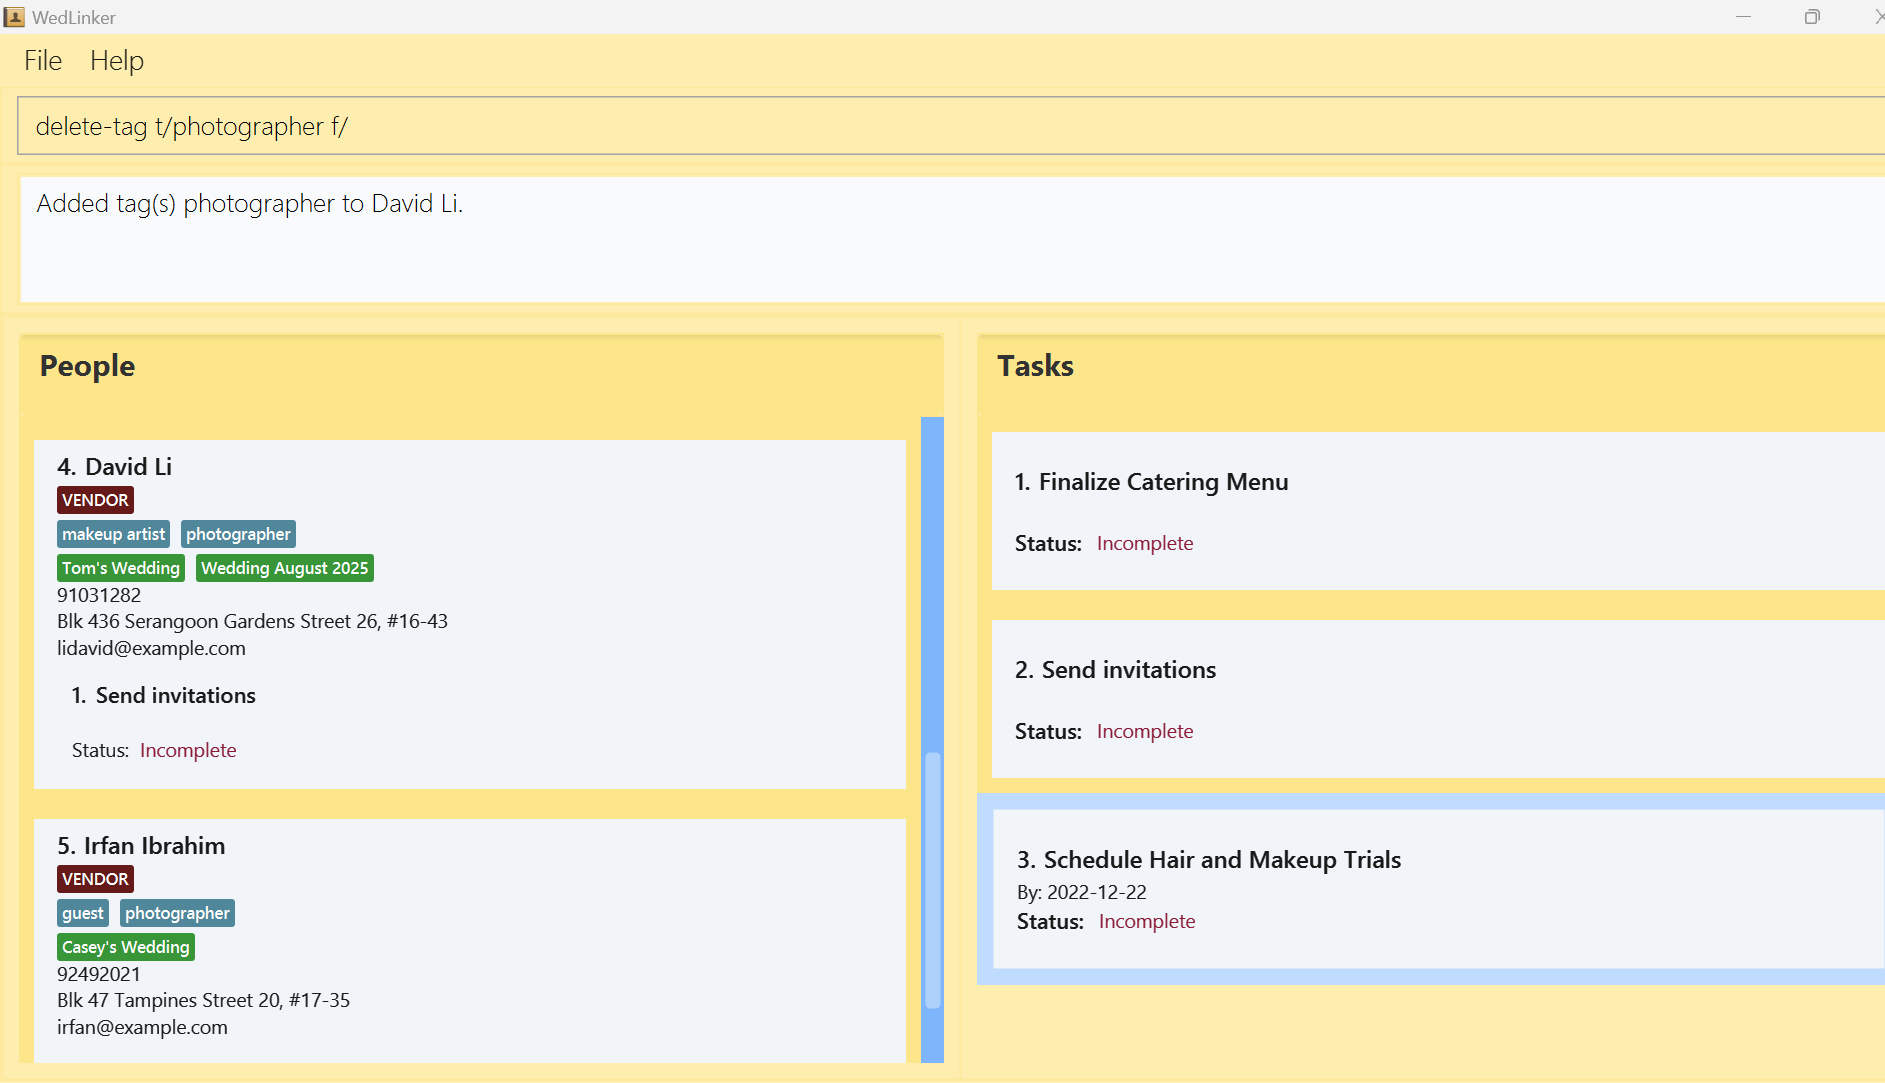 WedLinker
File Help
delete-tag t/photographer f/
Added tag(s) photographer to David Li.
People
4. David Li
VENDOR
makeup artist photographer
Tom's Wedding Wedding August 2025
91031282
Blk 436 Serangoon Gardens Street 26, #16-43
lidavid@example.com
1. Send invitations
Status: Incomplete
5. Irfan Ibrahim
VENDOR
guest photographer
Casey's Wedding
92492021
Blk 47 Tampines Street 20, #17-35
irfan@example.com
Tasks
1. Finalize Catering Menu
Status: Incomplete
2. Send invitations
Status: Incomplete
3. Schedule Hair and Makeup Trials
By: 2022-12-22
Status: Incomplete